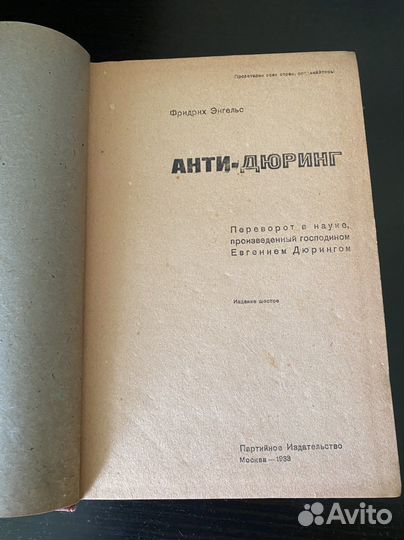 Пролетарии всех стран, соединяйтесь!
Фридрих Энгельс
АНТИ-ДЮРИНГ
Переворот в науке,
произведенный господином
Евгением Дюрингом
Издание шестое
Партийное Издательство
Москва—1933
Avito